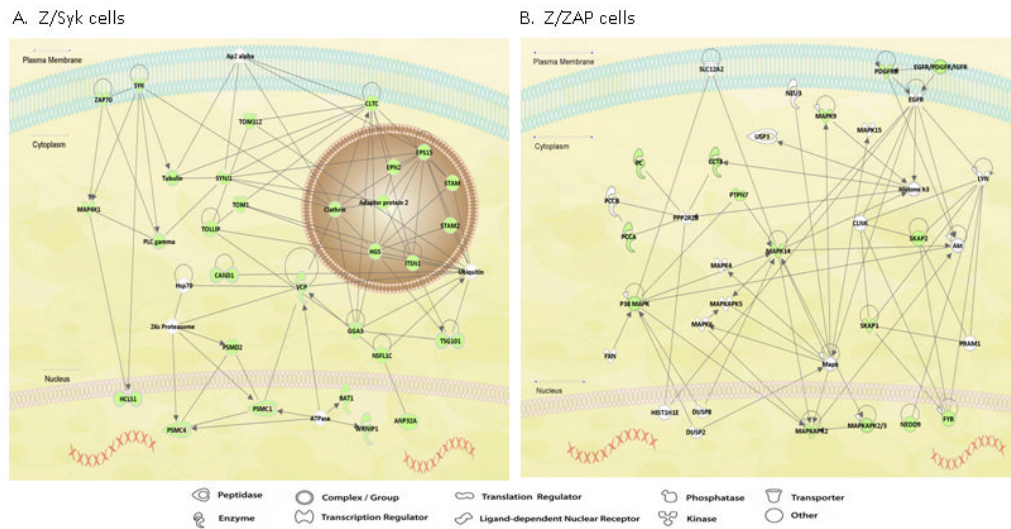 A. Z/Syk cells
B. Z/ZAP cells
Plasma Membrane
Ap2 alpha
SYK
ZAP70
CLTC
TOM1L2
Cytoplasm
EPS15
EPN2
Tubulin
SYNJ1
STAM
Adaptor protein 2
Clathrin
MAP4K1
TOM1
STAM2
TOLLIP
PLC gamma
HGS
ITSN1
Ubiquitin
CAND1
Hsp70
VCP
26s Proteasome
GGA3
TSG101
PSMD2
NSFL1C
Nucleus
HCLS1
BAT1
PSMC1
ATPase
ANP32A
PSMC4
WRNIP1
Plasma Membrane
SLC12A2
PDGFRB
EGFR/PDGFR/IGFR
NEU3
EGFR
MAPK9
MAPK15
USP3
Cytoplasm
PC
CCT8
LYN
Histone h3
PTPN7
PCCB
PPP2R2B
CLNK
PCCA
SKAP2
Akt
MAPK14
MAPK4
P38 MAPK
MAPKAPK5
MAPK6
SKAP1
PRAM1
FXN
Mapk
Nucleus
HIST2H1E
DUSP8
DUSP2
MAPKAPK2
MAPKAPK2/3
NEDD9
FYB
Peptidase
Complex / Group
Translation Regulator
Phosphatase
Transporter
Enzyme
Transcription Regulator
Ligand-dependent Nuclear Receptor
Kinase
Other